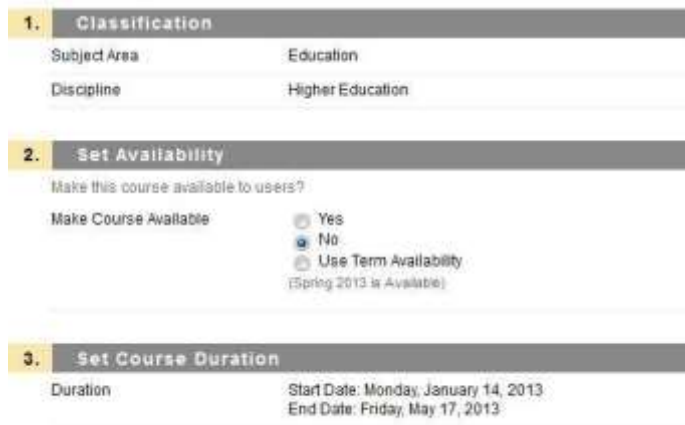 1. Classification
Subject Area Education
Discipline Higher Education
2. Set Availability
Make this course available to users?
Make Course Available Yes
No
Use Term Availability
(Spring 2013 is Available)
3. Set Course Duration
Duration Start Date: Monday, January 14, 2013
End Date: Friday, May 17, 2013